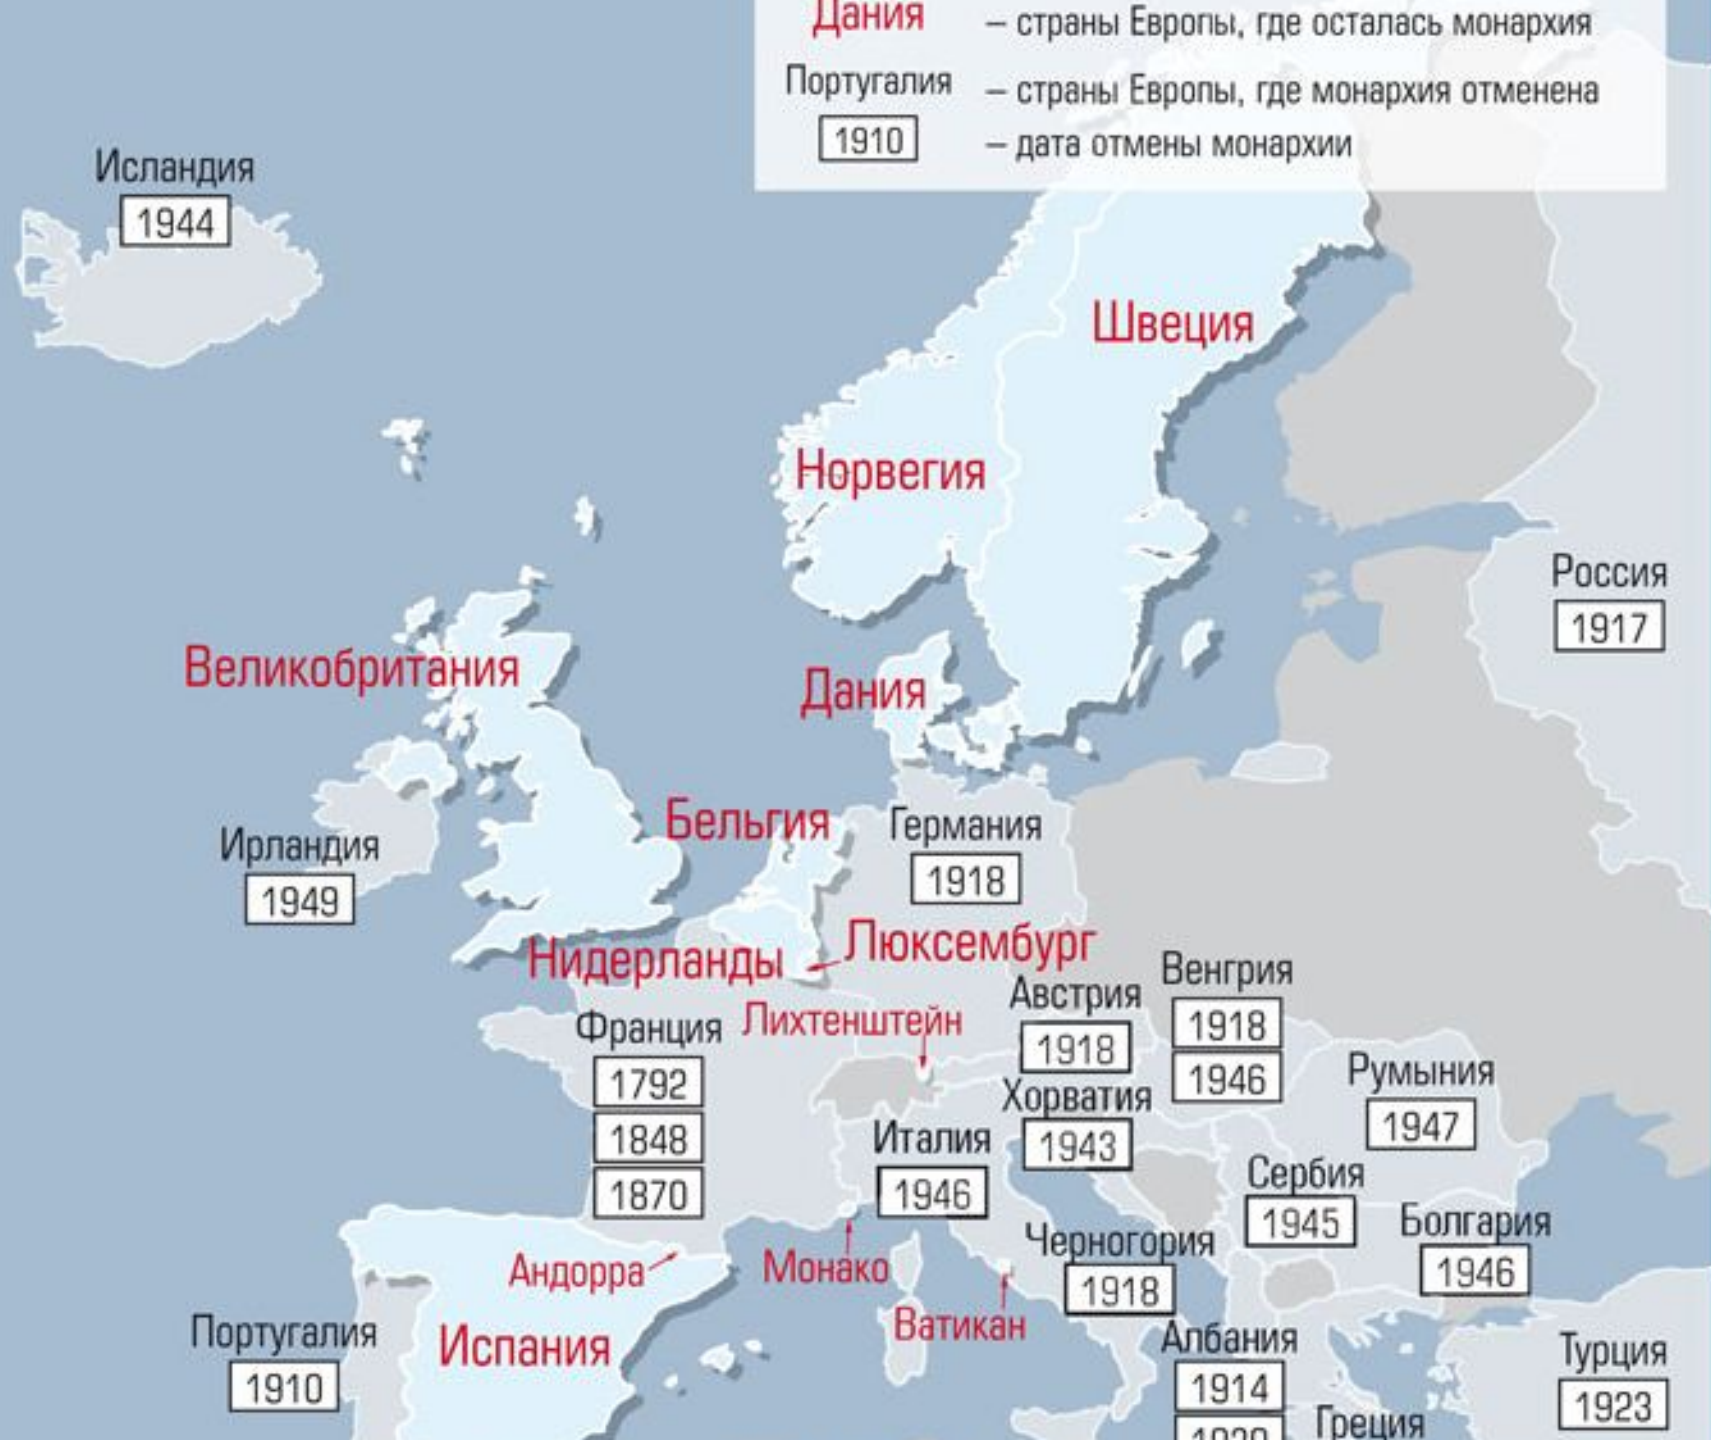 Дания – страны Европы, где осталась монархия
Португалия – страны Европы, где монархия отменена
1910 – дата отмены монархии
Исландия
1944
Швеция
Норвегия
Россия
1917
Великобритания
Дания
Бельгия
Германия
1918
Ирландия
1949
Нидерланды
Люксембург
Венгрия
1918
1946
Австрия
1918
Лихтенштейн
Франция
1792
1848
1870
Румыния
1947
Хорватия
1943
Италия
1946
Сербия
1945
Болгария
1946
Черногория
1918
Андорра
Монако
Ватикан
Португалия
1910
Испания
Албания
1914
Турция
1923
Греция